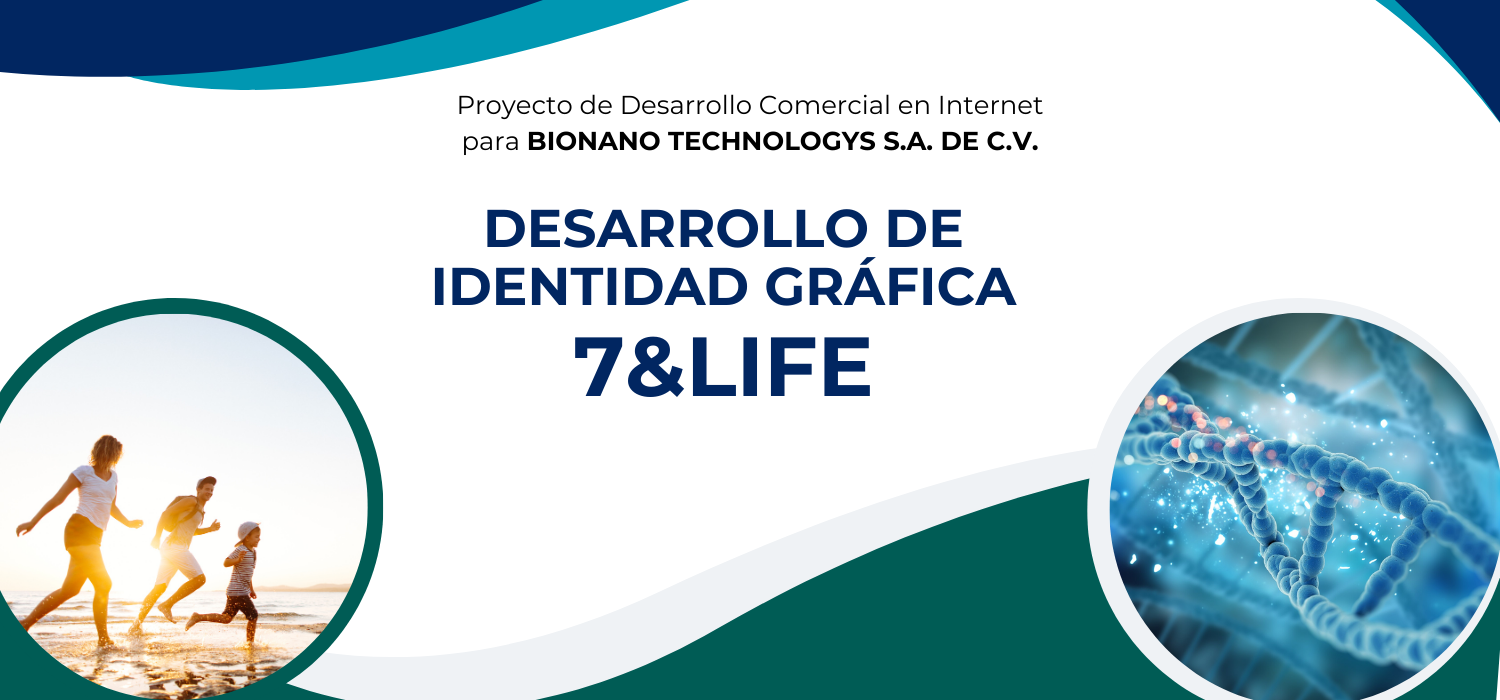 Proyecto de Desarrollo Comercial en Internet
para BIONANO TECHNOLOGYS S.A. DE C.V.
DESARROLLO DE
IDENTIDAD GRÁFICA
7&LIFE